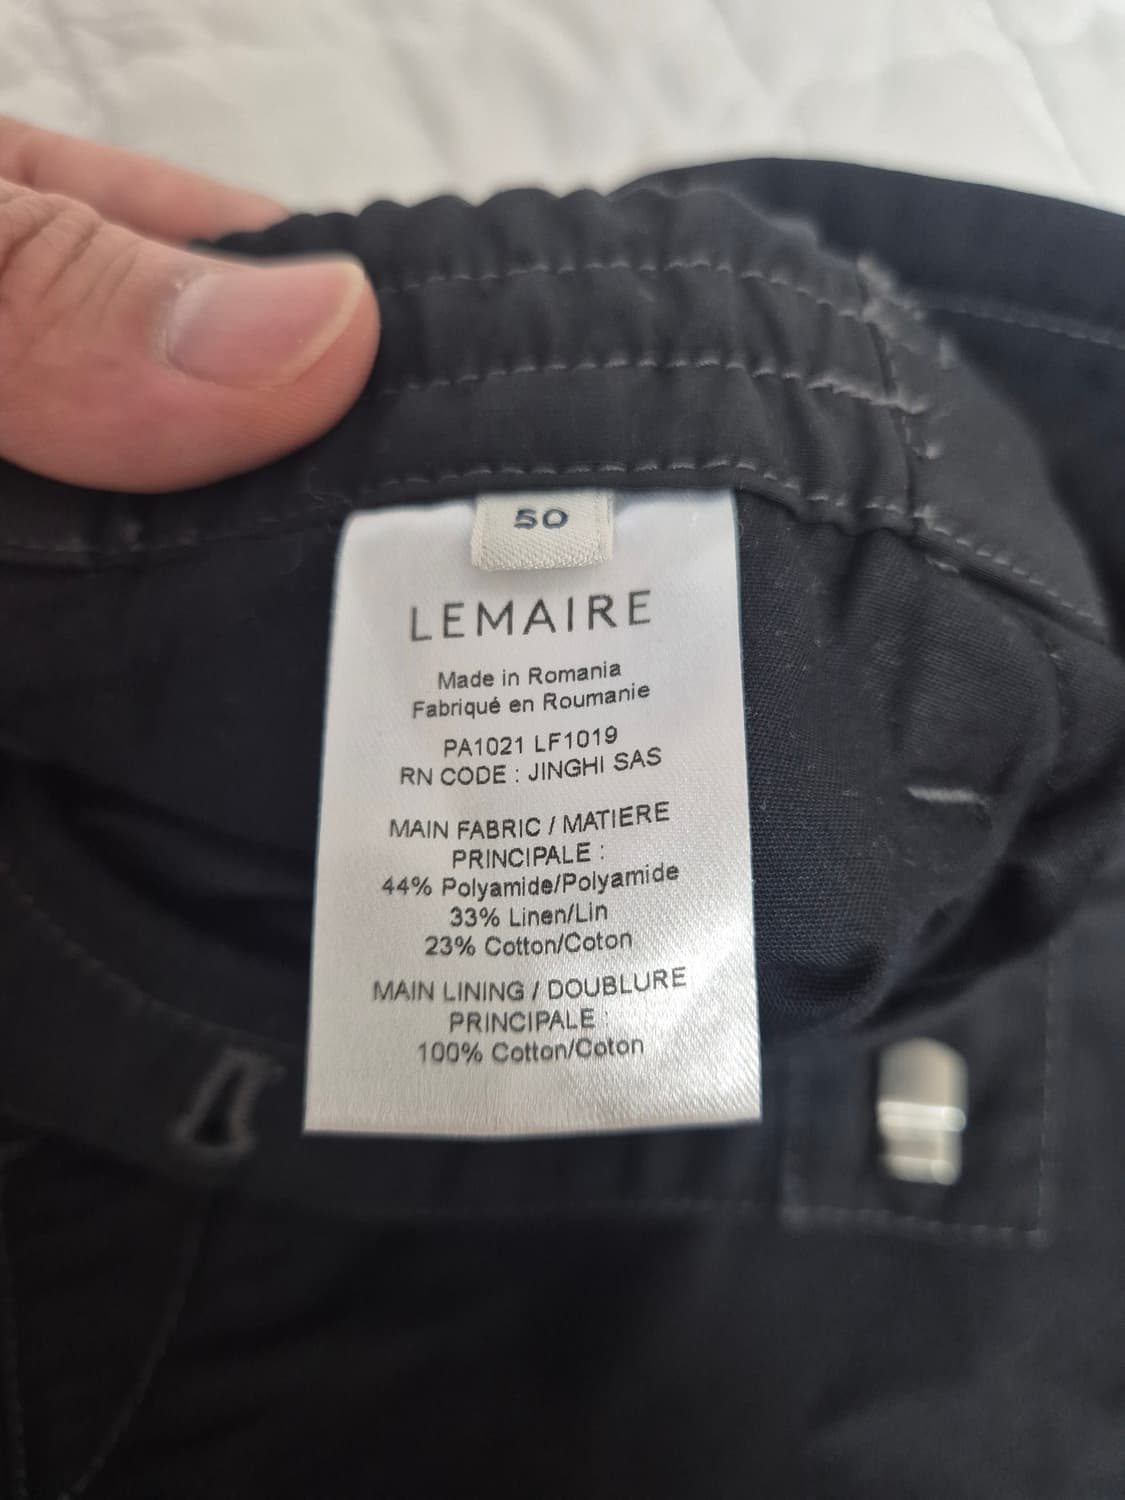 50
LEMAIRE
Made in Romania
Fabriqué en Roumanie
PA1021 LF1019
RN CODE : JINGHI SAS
MAIN FABRIC / MATIERE
PRINCIPALE :
44% Polyamide/Polyamide
33% Linen/Lin
23% Cotton/Coton
MAIN LINING / DOUBLURE
PRINCIPALE :
100% Cotton/Coton